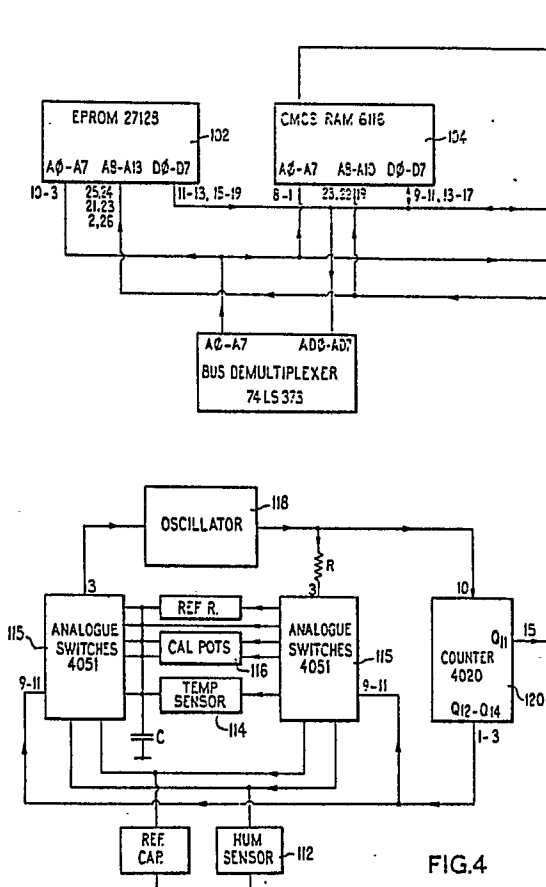 EPROM 27128
102
AØ-A7 A8-A13 DØ-D7
10-3
25,24
21,23
2,26
11-13, 15-19
CMOS RAM 6116
104
AØ-A7 A8-A10 DØ-D7
8-1
23,22,19
9-11, 13-17
AØ-A7 ADØ-AD7
BUS DEMULTIPLEXER
74LS373
OSCILLATOR
118
R
3
3
10
115
ANALOGUE
SWITCHES
4051
9-11
REF R.
CAL POTS
116
TEMP
SENSOR
114
C
ANALOGUE
SWITCHES
4051
115
9-11
Q11
15
COUNTER
4020
120
Q12-Q14
1-3
REF.
CAP.
HUM
SENSOR
112
FIG.4